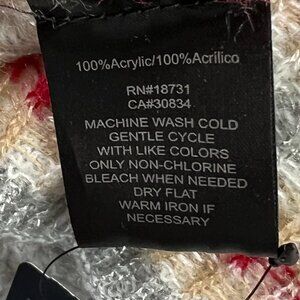 100%Acrylic/100%Acrilico
RN#18731
CA#30834
MACHINE WASH COLD
GENTLE CYCLE
WITH LIKE COLORS
ONLY NON-CHLORINE
BLEACH WHEN NEEDED
DRY FLAT
WARM IRON IF
NECESSARY